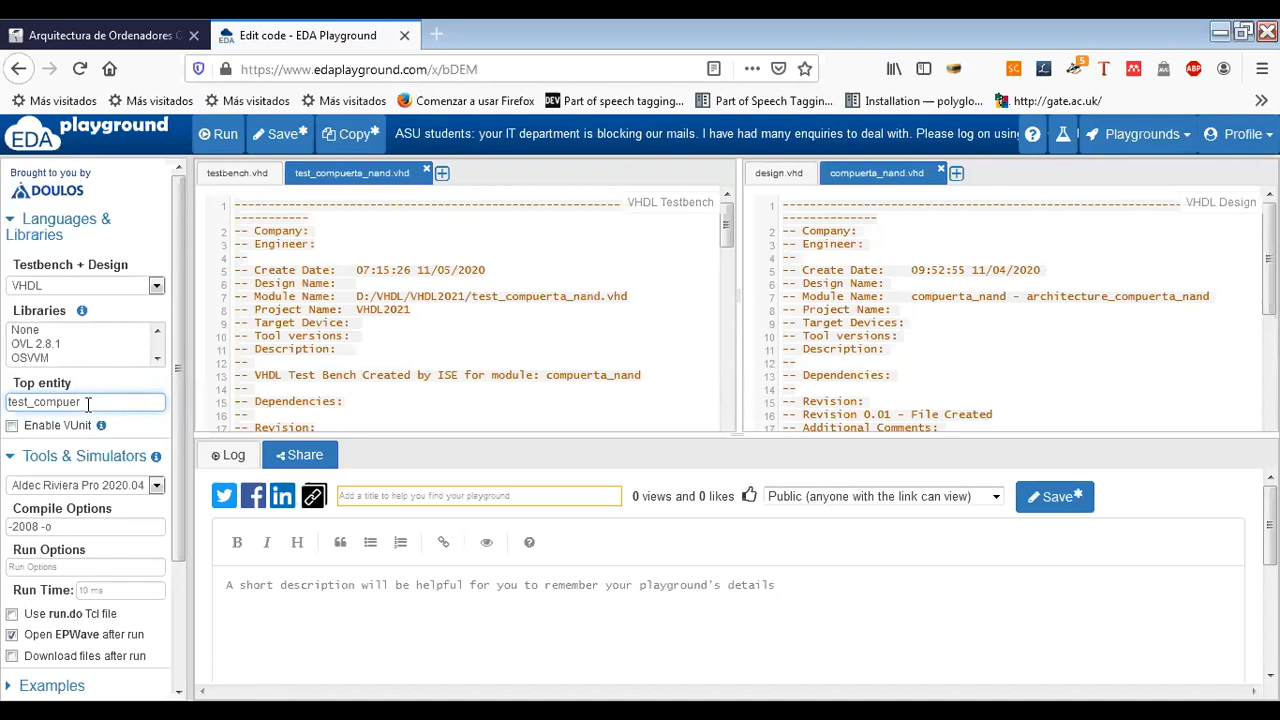 Arquitectura de Ordenadores
Edit code - EDA Playground
https://www.edaplayground.com/x/bDEM
Más visitados
Más visitados
Más visitados
Más visitados
Comenzar a usar Firefox
DEV
Part of speech tagging...
Part of Speech Tagging...
Installation — polyglo...
http://gate.ac.uk/
EDA playground
Run
Save*
Copy*
ASU students: your IT department is blocking our mails. I have had many enquiries to deal with. Please log on using
Playgrounds
Profile
Brought to you by
DOULOS
Languages &
Libraries
Testbench + Design
VHDL
Libraries
None
OVL 2.8.1
OSVVM
Top entity
test_compuer
Enable VUnit
Tools & Simulators
Aldec Riviera Pro 2020.04
Compile Options
-2008 -o
Run Options
Run Options
Run Time:
10 ms
Use run.do Tcl file
Open EPWave after run
Download files after run
Examples
testbench.vhd
test_compuerta_nand.vhd
VHDL Testbench
1 ---------------------------------------------------------
-----------
2 -- Company:
3 -- Engineer:
4 --
5 -- Create Date:   07:15:26 11/05/2020
6 -- Design Name:
7 -- Module Name:   D:/VHDL/VHDL2021/test_compuerta_nand.vhd
8 -- Project Name:  VHDL2021
9 -- Target Device:
10 -- Tool versions:
11 -- Description:
12 --
13 -- VHDL Test Bench Created by ISE for module: compuerta_nand
14 --
15 -- Dependencies:
16 --
17 -- Revision:
design.vhd
compuerta_nand.vhd
VHDL Design
1 ----------------------------------------------------------
--------------
2 -- Company:
3 -- Engineer:
4 --
5 -- Create Date:    09:52:55 11/04/2020
6 -- Design Name:
7 -- Module Name:    compuerta_nand - architecture_compuerta_nand
8 -- Project Name:
9 -- Target Devices:
10 -- Tool versions:
11 -- Description:
12 --
13 -- Dependencies:
14 --
15 -- Revision:
16 -- Revision 0.01 - File Created
17 -- Additional Comments:
Log
Share
Add a title to help you find your playground
0 views and 0 likes
Public (anyone with the link can view)
Save*
B I H
A short description will be helpful for you to remember your playground's details